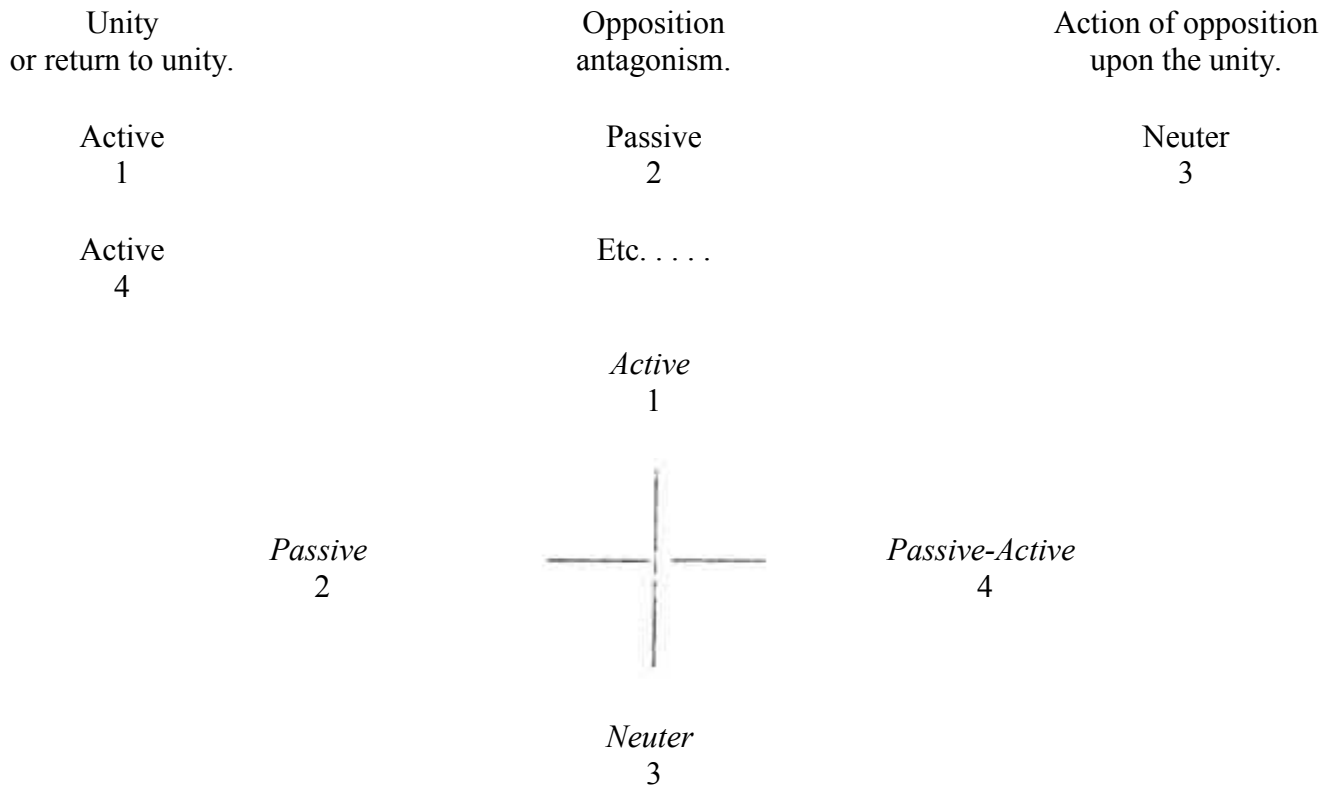 Unity Opposition Action of opposition
or return to unity. antagonism. upon the unity.
Active Passive Neuter
1 2 3
Active Etc. . . . .
4
Active
1
Passive Passive-Active
2 4
Neuter
3